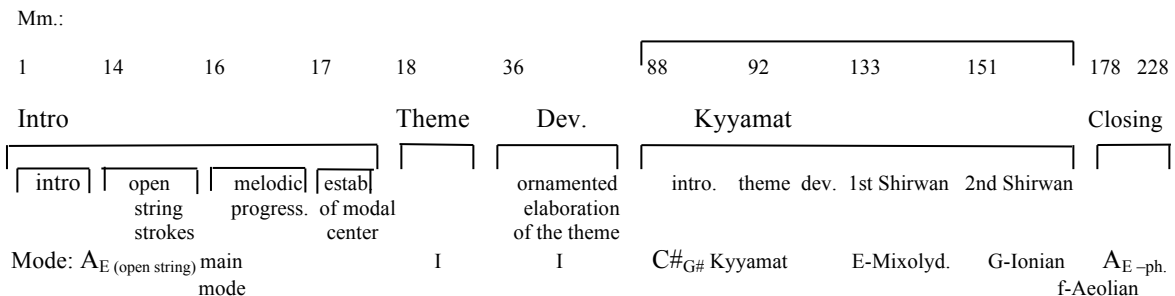 Mm.:
1 14 16 17 18 36 88 92 133 151 178 228
Intro Theme Dev. Kyyamat Closing
intro open melodic estab. ornamented intro. theme dev. 1st Shirwan 2nd Shirwan
string progress. of modal elaboration
strokes center of the theme
Mode: A E (open string) main I I C# G# Kyyamat E-Mixolyd. G-Ionian A E –ph.
mode f-Aeolian